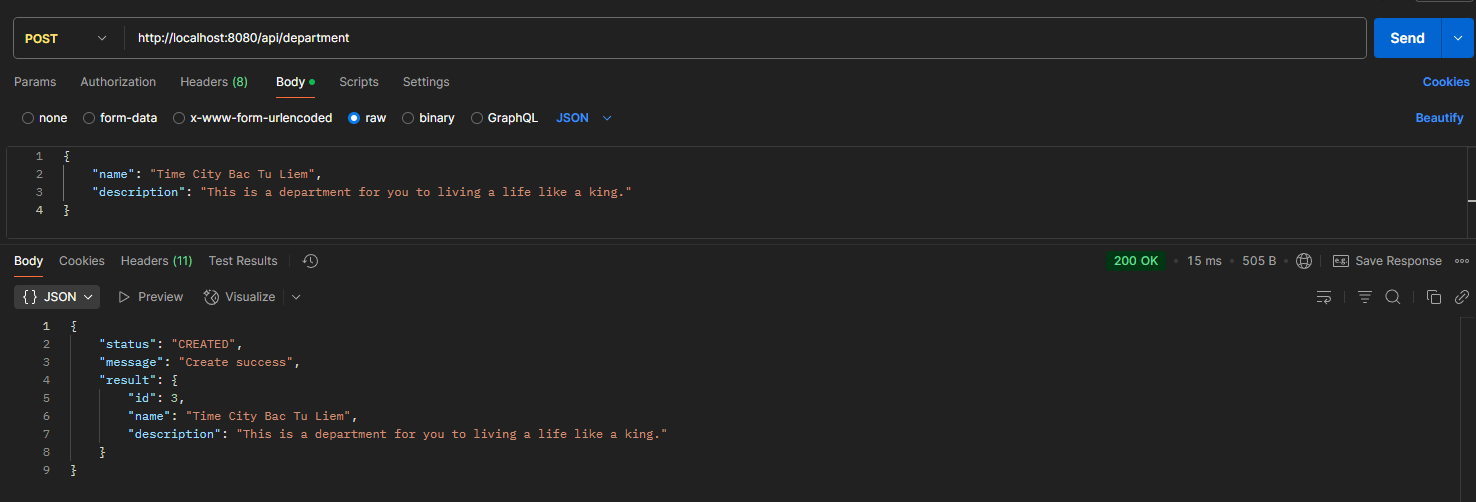 POST http://localhost:8080/api/department Send
Params Authorization Headers (8) Body Scripts Settings Cookies
none form-data x-www-form-urlencoded raw binary GraphQL JSON Beautify
1 {
2 "name": "Time City Bac Tu Liem",
3 "description": "This is a department for you to living a life like a king."
4 }
Body Cookies Headers (11) Test Results 200 OK • 15 ms • 505 B • e.g. Save Response
{} JSON Preview Visualize
1 {
2 "status": "CREATED",
3 "message": "Create success",
4 "result": {
5 "id": 3,
6 "name": "Time City Bac Tu Liem",
7 "description": "This is a department for you to living a life like a king."
8 }
9 }